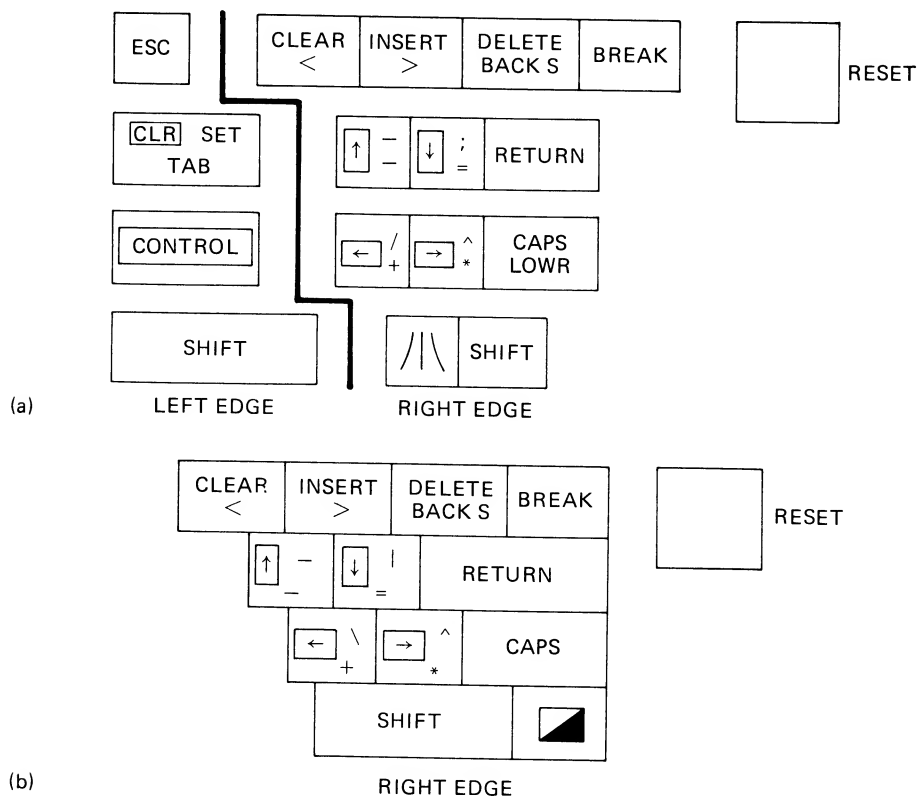 ESC CLEAR INSERT DELETE BREAK RESET
< > BACK S
CLR SET ↑ — ↓ ; RETURN
TAB — =
CONTROL ← / → ^ CAPS
+ * LOWR
SHIFT SHIFT
(a) LEFT EDGE RIGHT EDGE
CLEAR INSERT DELETE BREAK RESET
< > BACK S
↑ — ↓ | RETURN
— =
← \ → ^ CAPS
+ *
SHIFT
(b) RIGHT EDGE